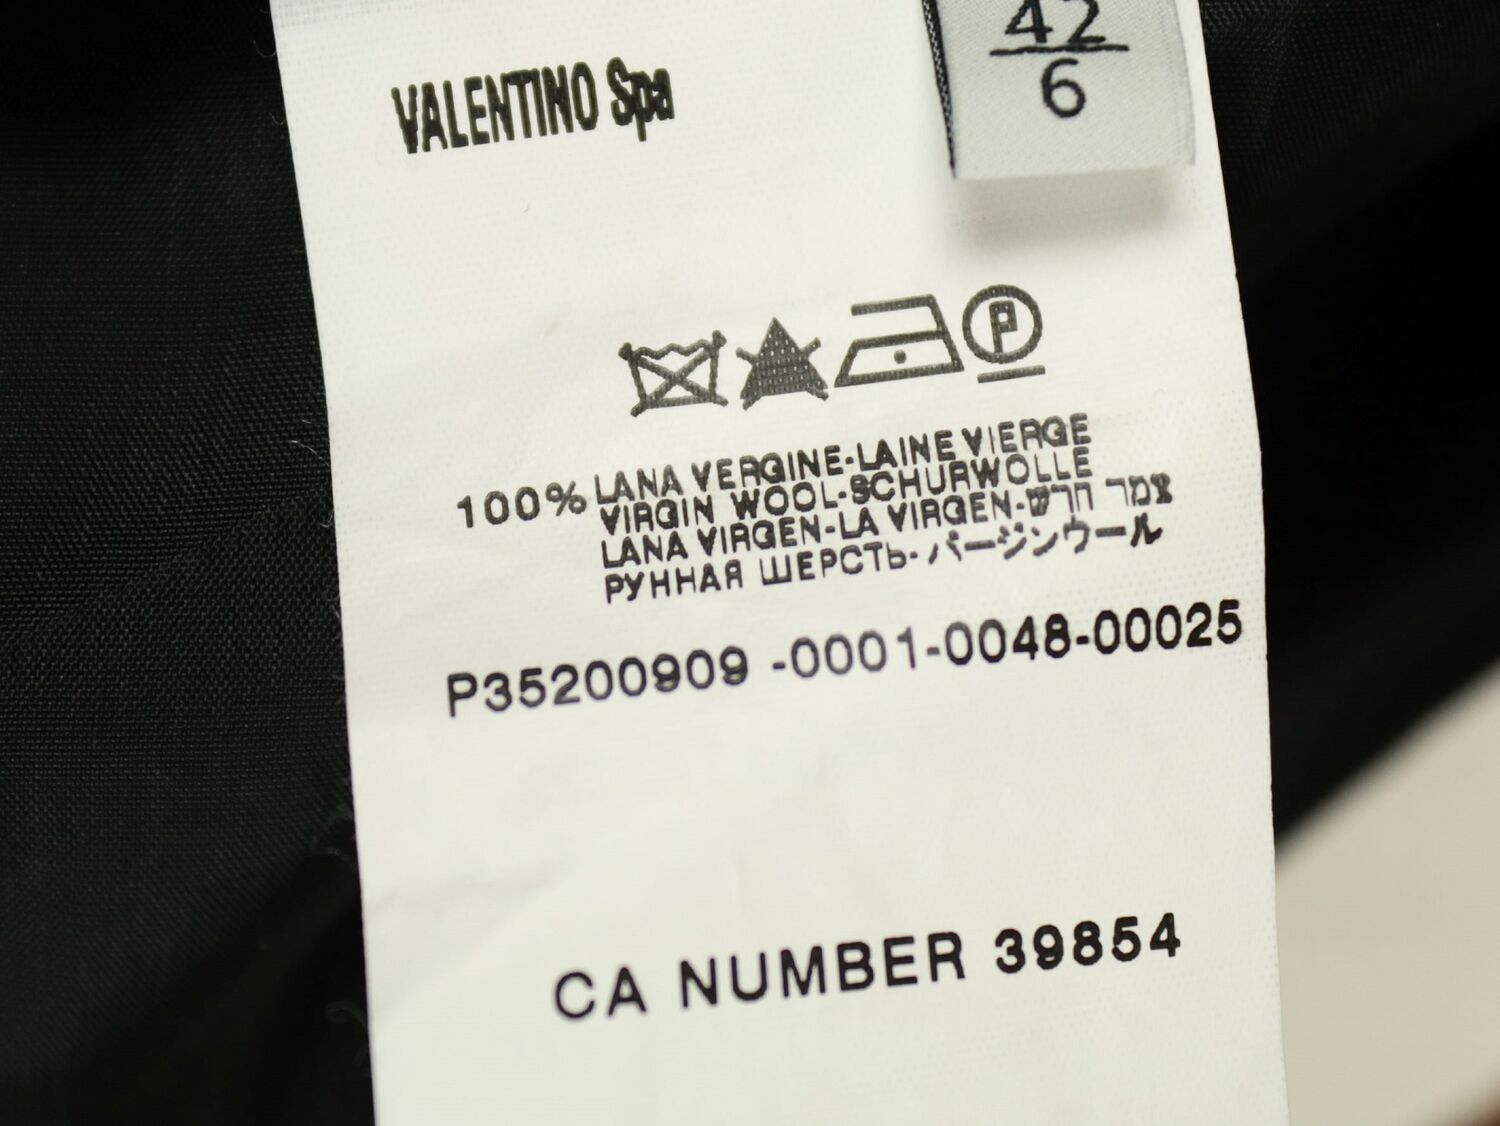 VALENTINO Spa
42
6
P
100% LANA VERGINE-LAINE VIERGE
VIRGIN WOOL-SCHURWOLLE
LANA VIRGEN-LA VIRGEN-צמר חדש
РУННАЯ ШЕРСТЬ-バージンウール
P35200909 -0001-0048-00025
CA NUMBER 39854